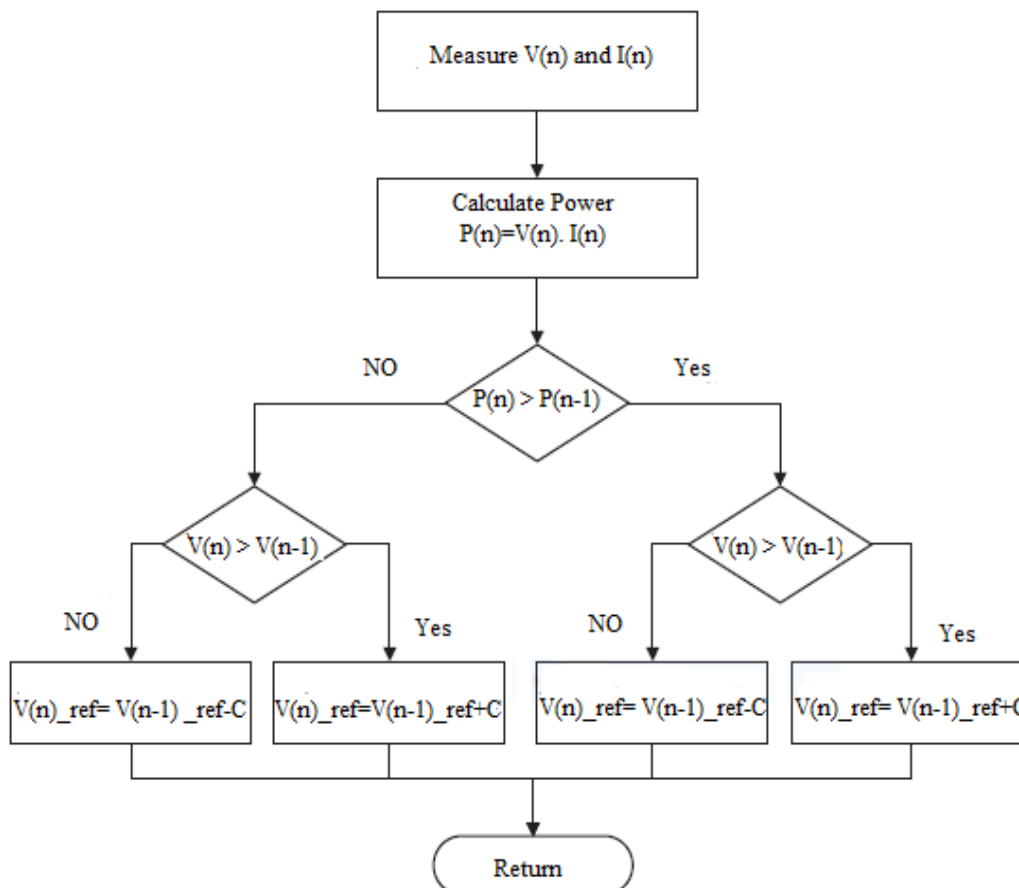 Measure V(n) and I(n)
Calculate Power
P(n)=V(n). I(n)
NO
Yes
P(n) > P(n-1)
V(n) > V(n-1)
V(n) > V(n-1)
NO
Yes
NO
Yes
V(n)_ref= V(n-1) _ref-C
V(n)_ref=V(n-1)_ref+C
V(n)_ref= V(n-1)_ref-C
V(n)_ref= V(n-1)_ref+C
Return